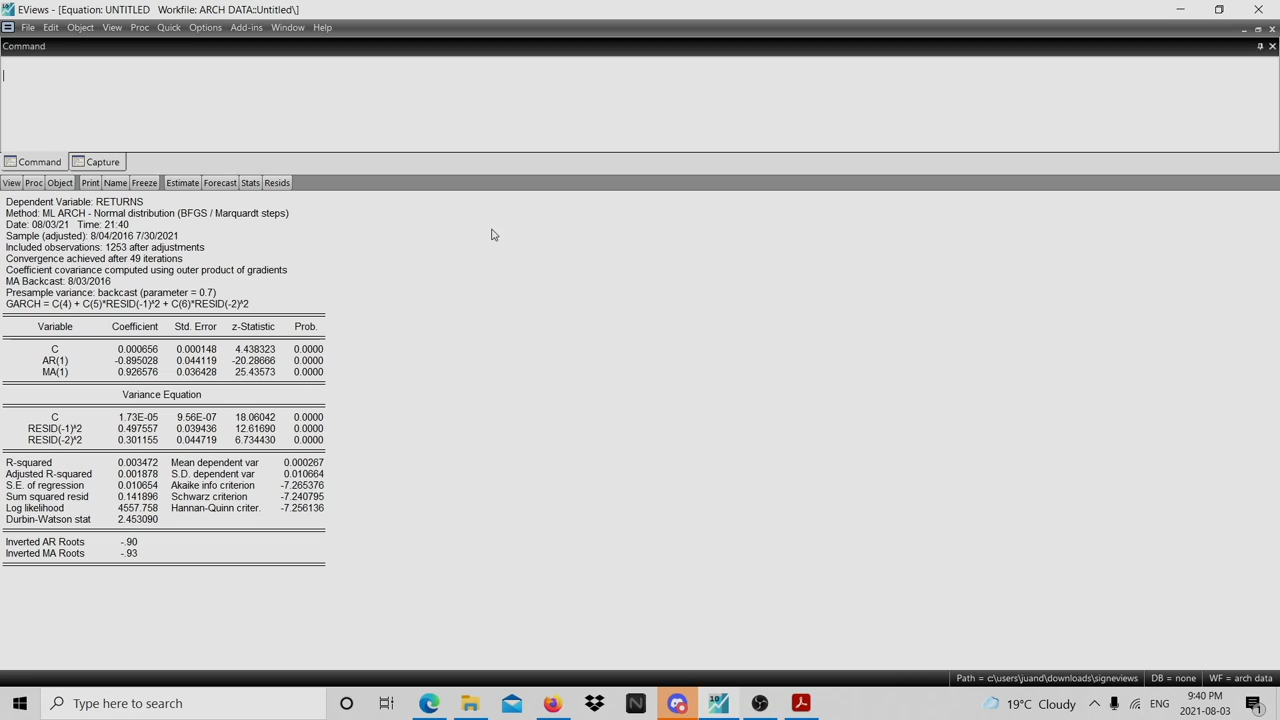 EViews - [Equation: UNTITLED   Workfile: ARCH DATA::Untitled\]
File Edit Object View Proc Quick Options Add-ins Window Help
Command
Command Capture
View Proc Object Print Name Freeze Estimate Forecast Stats Resids
Dependent Variable: RETURNS
Method: ML ARCH - Normal distribution (BFGS / Marquardt steps)
Date: 08/03/21   Time: 21:40
Sample (adjusted): 8/04/2016 7/30/2021
Included observations: 1253 after adjustments
Convergence achieved after 49 iterations
Coefficient covariance computed using outer product of gradients
MA Backcast: 8/03/2016
Presample variance: backcast (parameter = 0.7)
GARCH = C(4) + C(5)*RESID(-1)^2 + C(6)*RESID(-2)^2
Variable Coefficient Std. Error z-Statistic Prob.
C 0.000656 0.000148 4.438323 0.0000
AR(1) -0.895028 0.044119 -20.28666 0.0000
MA(1) 0.926576 0.036428 25.43573 0.0000
Variance Equation
C 1.73E-05 9.56E-07 18.06042 0.0000
RESID(-1)^2 0.497557 0.039436 12.61690 0.0000
RESID(-2)^2 0.301155 0.044719 6.734430 0.0000
R-squared 0.003472 Mean dependent var 0.000267
Adjusted R-squared 0.001878 S.D. dependent var 0.010664
S.E. of regression 0.010654 Akaike info criterion -7.265376
Sum squared resid 0.141896 Schwarz criterion -7.240795
Log likelihood 4557.758 Hannan-Quinn criter. -7.256136
Durbin-Watson stat 2.453090
Inverted AR Roots -.90
Inverted MA Roots -.93
Path = c:\users\juand\downloads\signeviews DB = none WF = arch data
Type here to search
19°C Cloudy
ENG
9:40 PM
2021-08-03